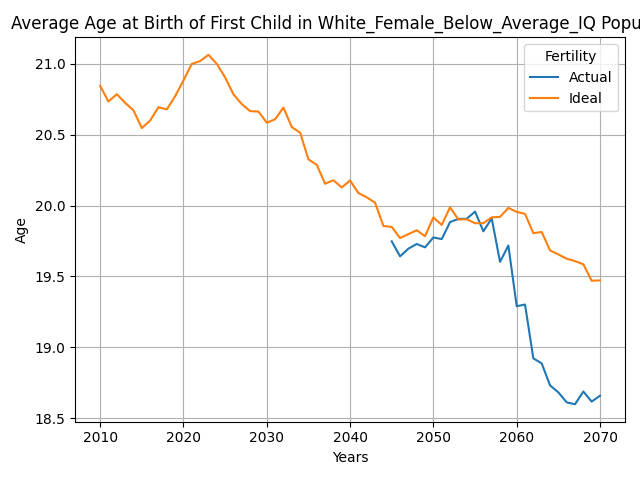 Average Age at Birth of First Child in White_Female_Below_Average_IQ Popu
Fertility
Actual
Ideal
21.0
20.5
20.0
19.5
19.0
18.5
Age
2010 2020 2030 2040 2050 2060 2070
Years